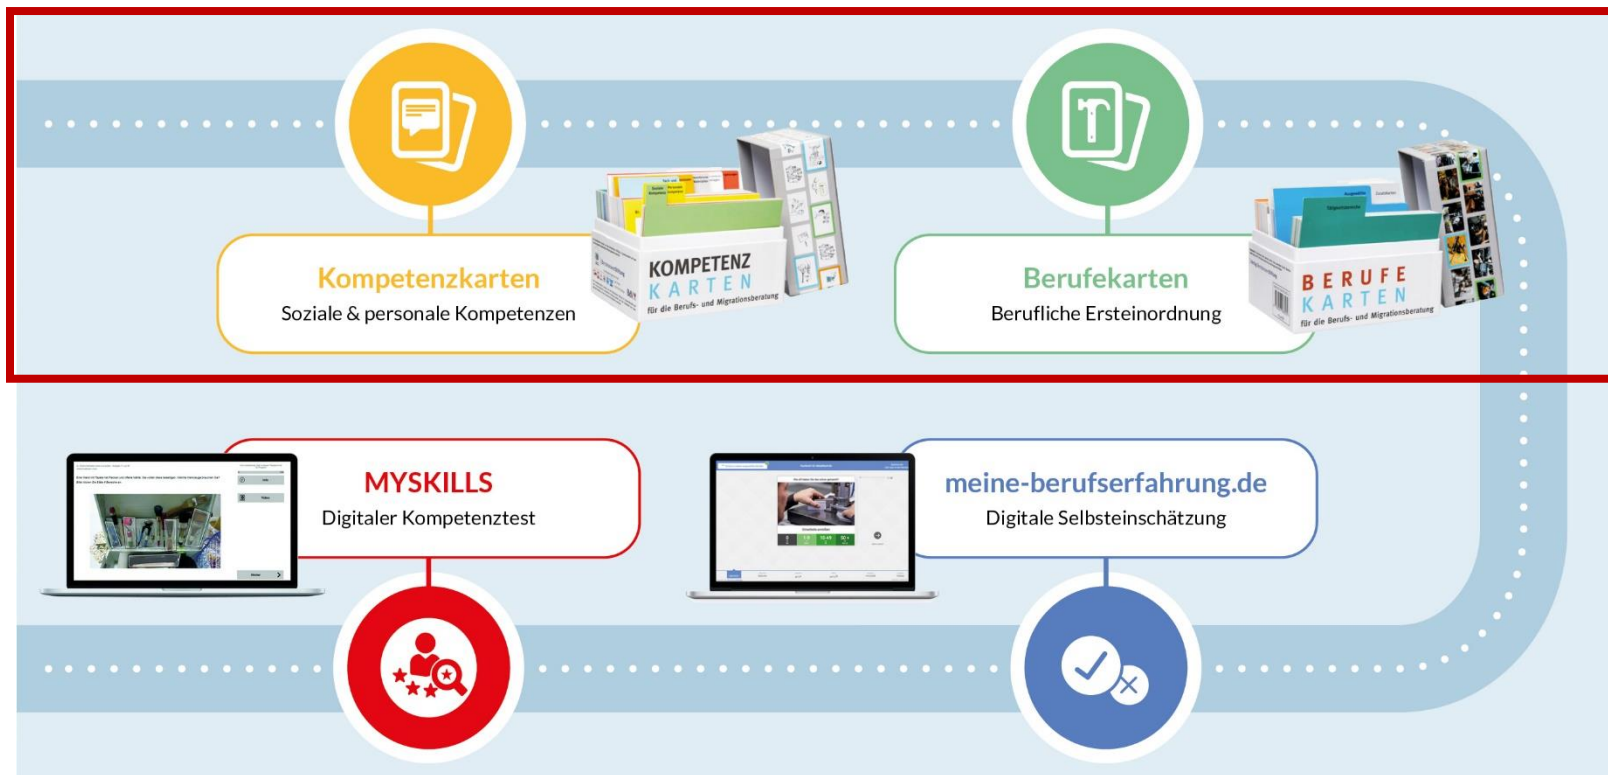 Kompetenzkarten
Soziale & personale Kompetenzen
KOMPETENZ
KARTEN
für die Berufs- und Migrationsberatung
Berufekarten
Berufliche Ersteinordnung
BERUFE
KARTEN
für die Berufs- und Migrationsberatung
MYSKILLS
Digitaler Kompetenztest
meine-berufserfahrung.de
Digitale Selbsteinschätzung